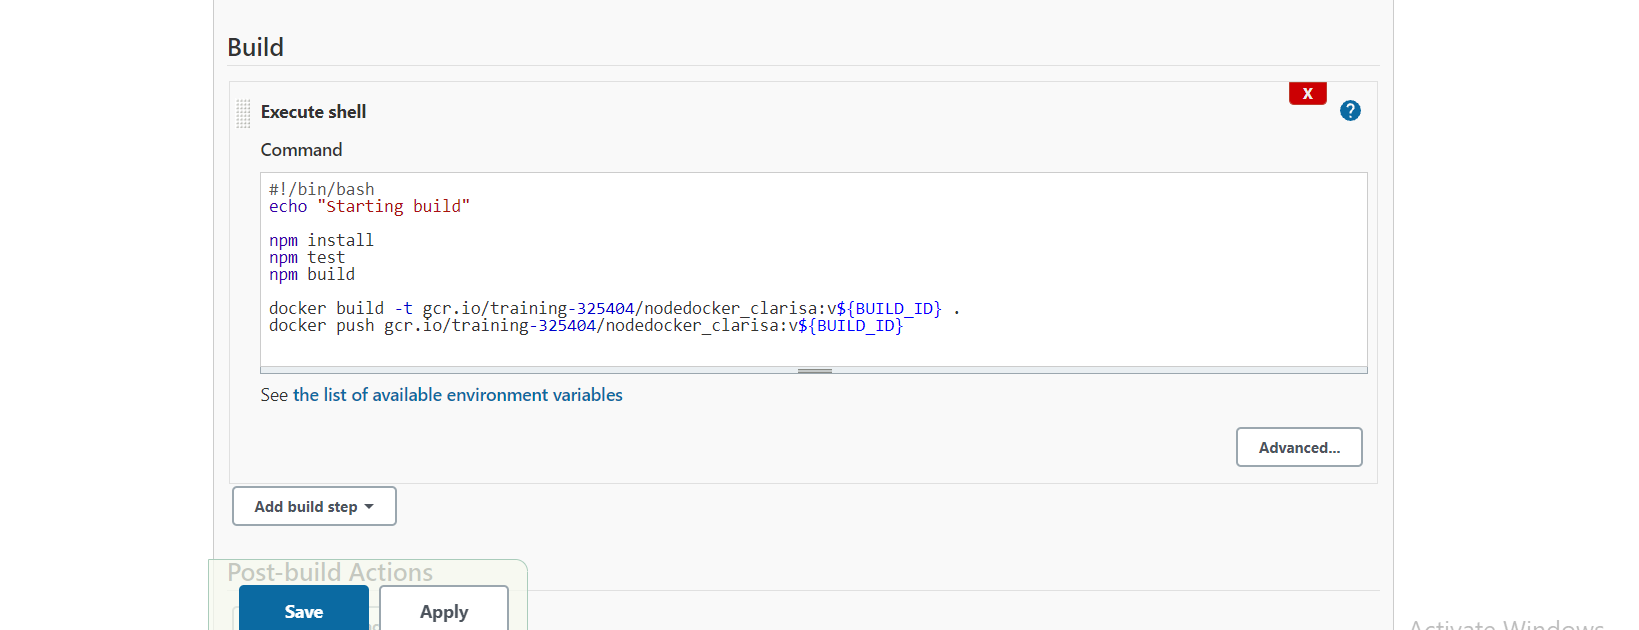 Build
X
?
Execute shell
Command
#!/bin/bash
echo "Starting build"
npm install
npm test
npm build
docker build -t gcr.io/training-325404/nodedocker_clarisa:v${BUILD_ID} .
docker push gcr.io/training-325404/nodedocker_clarisa:v${BUILD_ID}
See the list of available environment variables
Advanced...
Add build step
Post-build Actions
Save
Apply
Activate Windows